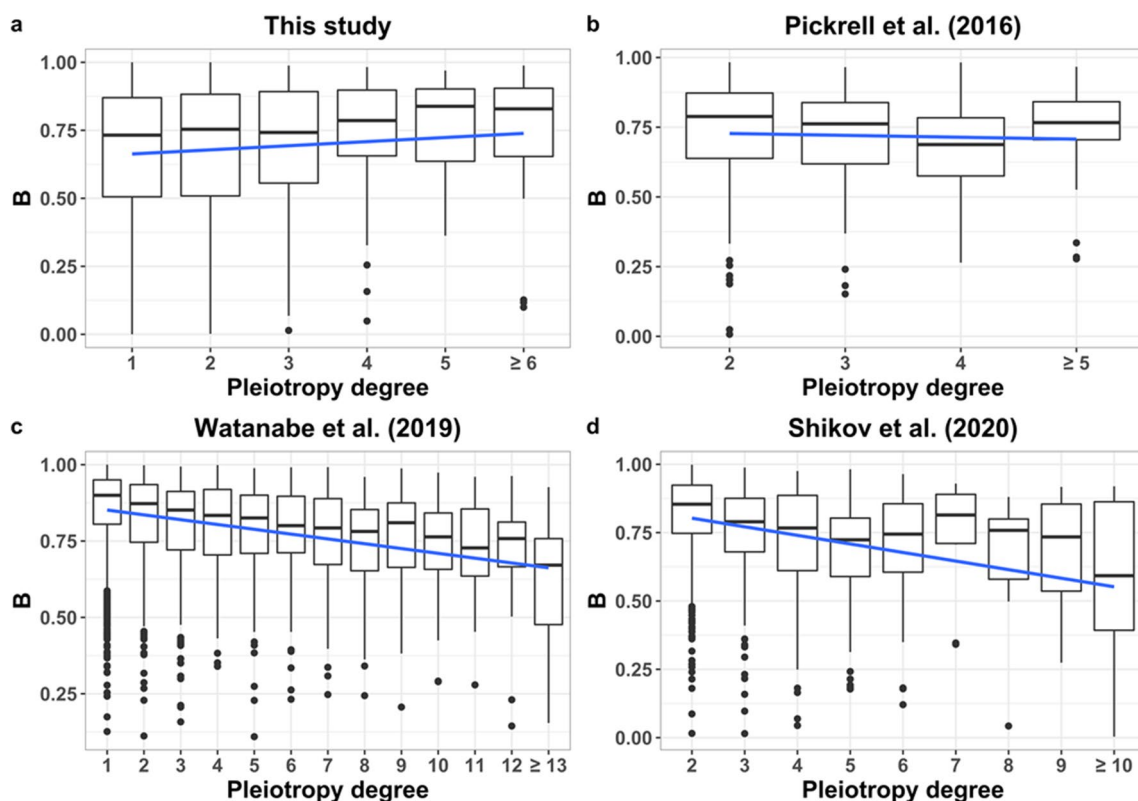 a This study
1.00
0.75
0.50
0.25
0.00
B
1 2 3 4 5 ≥ 6
Pleiotropy degree
b Pickrell et al. (2016)
1.00
0.75
0.50
0.25
0.00
B
2 3 4 ≥ 5
Pleiotropy degree
c Watanabe et al. (2019)
1.00
0.75
0.50
0.25
B
1 2 3 4 5 6 7 8 9 10 11 12 ≥ 13
Pleiotropy degree
d Shikov et al. (2020)
1.00
0.75
0.50
0.25
0.00
B
2 3 4 5 6 7 8 9 ≥ 10
Pleiotropy degree